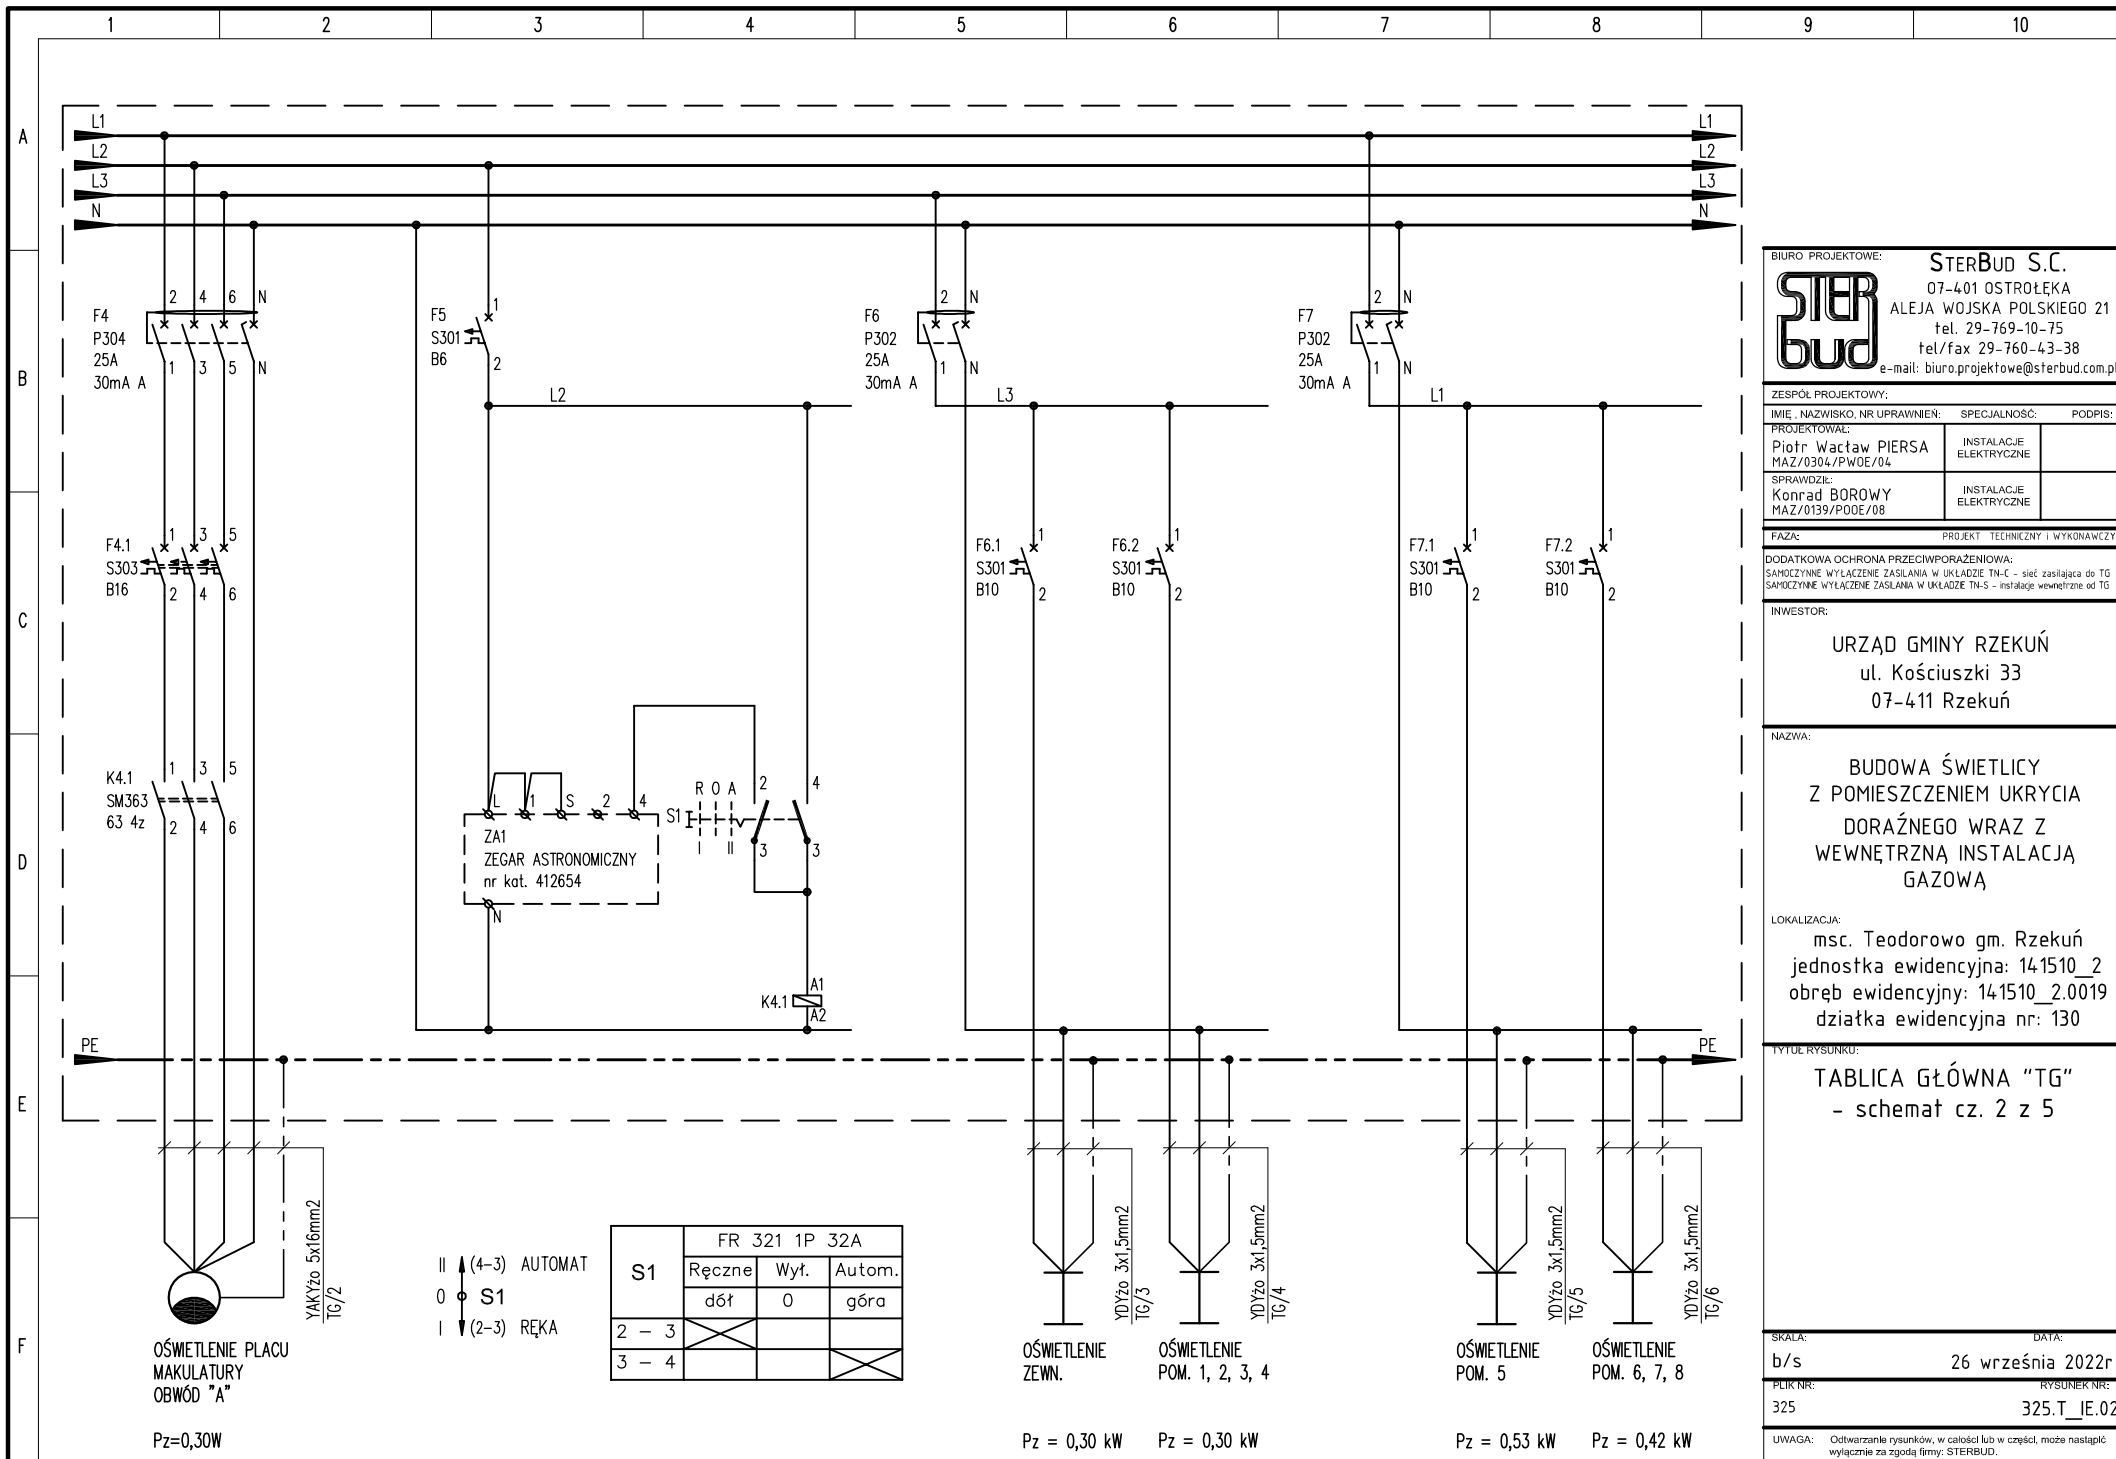 1 2 3 4 5 6 7 8 9 10
A
B
C
D
E
F
L1
L2
L3
N
L1
L2
L3
N
2 4 6 N
F4
P304
25A
30mA A
1 3 5 N
F4.1
S303
B16
1 3 5
2 4 6
K4.1
SM363
63 4z
1 3 5
2 4 6
F5
S301
B6
1
2
L2
L 1 S 2 4
ZA1
ZEGAR ASTRONOMICZNY
nr kat. 412654
N
R 0 A
S1
I II
2 4
3 3
K4.1
A1
A2
F6
P302
25A
30mA A
2 N
1 N
L3
F6.1
S301
B10
1
2
F6.2
S301
B10
1
2
F7
P302
25A
30mA A
2 N
1 N
L1
F7.1
S301
B10
1
2
F7.2
S301
B10
1
2
PE
PE
YAKYżo 5x16mm2
TG/2
YDYżo 3x1,5mm2
TG/3
YDYżo 3x1,5mm2
TG/4
YDYżo 3x1,5mm2
TG/5
YDYżo 3x1,5mm2
TG/6
OŚWIETLENIE PLACU
MAKULATURY
OBWÓD "A"
Pz=0,30W
II (4-3) AUTOMAT
0 S1
I (2-3) RĘKA
S1
FR 321 1P 32A
Ręczne Wył. Autom.
dół 0 góra
2 - 3
3 - 4
OŚWIETLENIE
ZEWN.
Pz = 0,30 kW
OŚWIETLENIE
POM. 1, 2, 3, 4
Pz = 0,30 kW
OŚWIETLENIE
POM. 5
Pz = 0,53 kW
OŚWIETLENIE
POM. 6, 7, 8
Pz = 0,42 kW
BIURO PROJEKTOWE:
STER bud
STERBUD S.C.
07-401 OSTROŁĘKA
ALEJA WOJSKA POLSKIEGO 21
tel. 29-769-10-75
tel/fax 29-760-43-38
e-mail: biuro.projektowe@sterbud.com.pl
ZESPÓŁ PROJEKTOWY:
IMIĘ , NAZWISKO, NR UPRAWNIEŃ: SPECJALNOŚĆ: PODPIS:
PROJEKTOWAŁ:
Piotr Wacław PIERSA
MAZ/0304/PWOE/04
INSTALACJE
ELEKTRYCZNE
SPRAWDZIŁ:
Konrad BOROWY
MAZ/0139/POOE/08
INSTALACJE
ELEKTRYCZNE
FAZA: PROJEKT TECHNICZNY i WYKONAWCZY
DODATKOWA OCHRONA PRZECIWPORAŻENIOWA:
SAMOCZYNNE WYŁĄCZENIE ZASILANIA W UKŁADZIE TN-C - sieć zasilająca do TG
SAMOCZYNNE WYŁĄCZENIE ZASILANIA W UKŁADZIE TN-S - instalacje wewnętrzne od TG
INWESTOR:
URZĄD GMINY RZEKUŃ
ul. Kościuszki 33
07-411 Rzekuń
NAZWA:
BUDOWA ŚWIETLICY
Z POMIESZCZENIEM UKRYCIA
DORAŹNEGO WRAZ Z
WEWNĘTRZNĄ INSTALACJĄ
GAZOWĄ
LOKALIZACJA:
msc. Teodorowo gm. Rzekuń
jednostka ewidencyjna: 141510_2
obręb ewidencyjny: 141510_2.0019
działka ewidencyjna nr: 130
TYTUŁ RYSUNKU:
TABLICA GŁÓWNA "TG"
- schemat cz. 2 z 5
SKALA: DATA:
b/s 26 września 2022r
PLIK NR: RYSUNEK NR:
325 325.T_IE.02
UWAGA: Odtwarzanie rysunków, w całości lub w części, może nastąpić
wyłącznie za zgodą firmy: STERBUD.